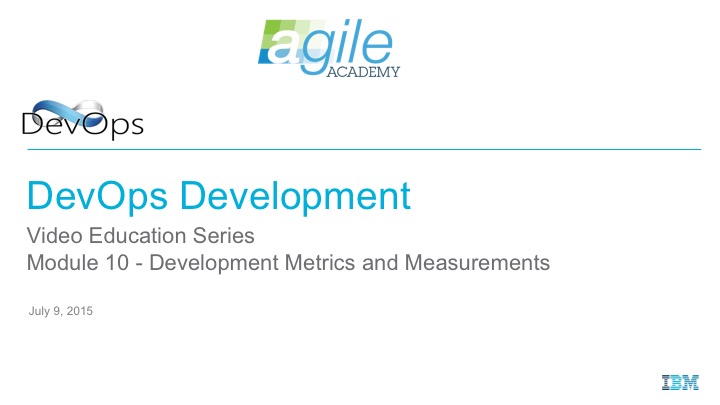 agile
ACADEMY
DevOps
DevOps Development
Video Education Series
Module 10 - Development Metrics and Measurements
July 9, 2015
IBM